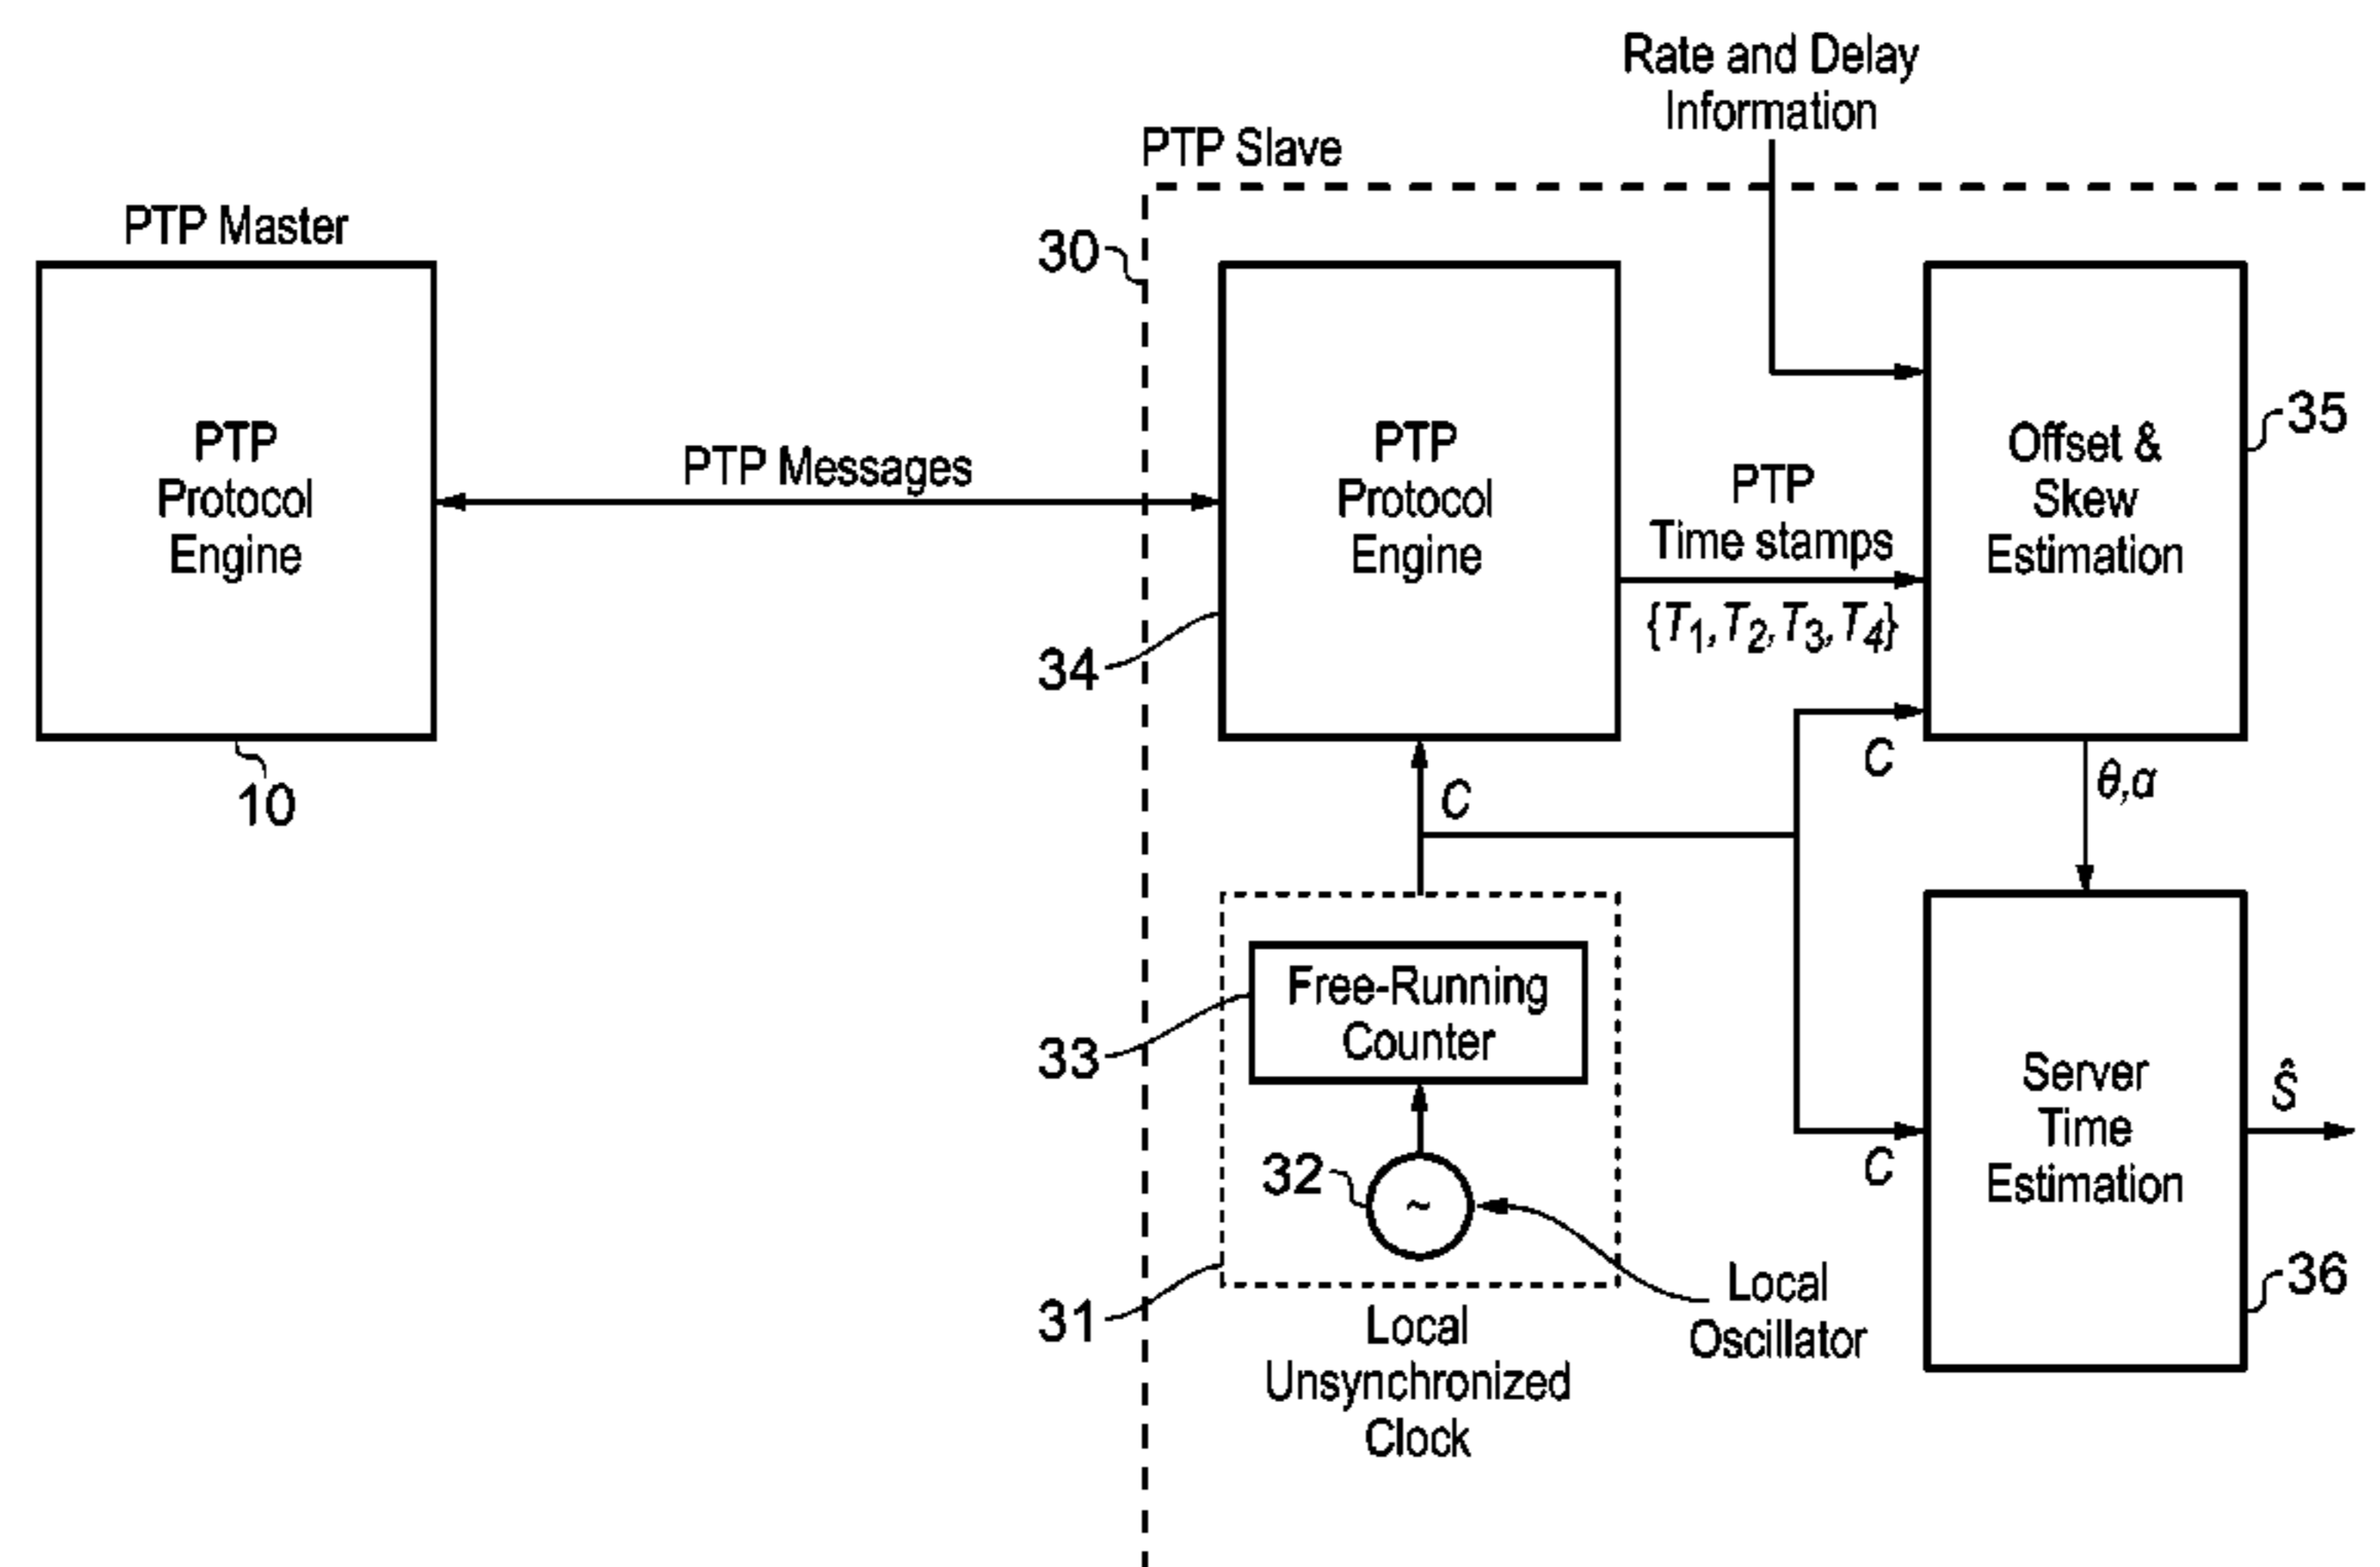 Rate and Delay
Information
PTP Slave
PTP Master
30
PTP
Protocol
Engine
10
PTP Messages
PTP
Protocol
Engine
34
PTP
Time stamps
{T1,T2,T3,T4}
Offset &
Skew
Estimation
35
C
C
θ,α
Free-Running
Counter
33
32
~
31
Local
Unsynchronized
Clock
Local
Oscillator
C
Server
Time
Estimation
Ŝ
36